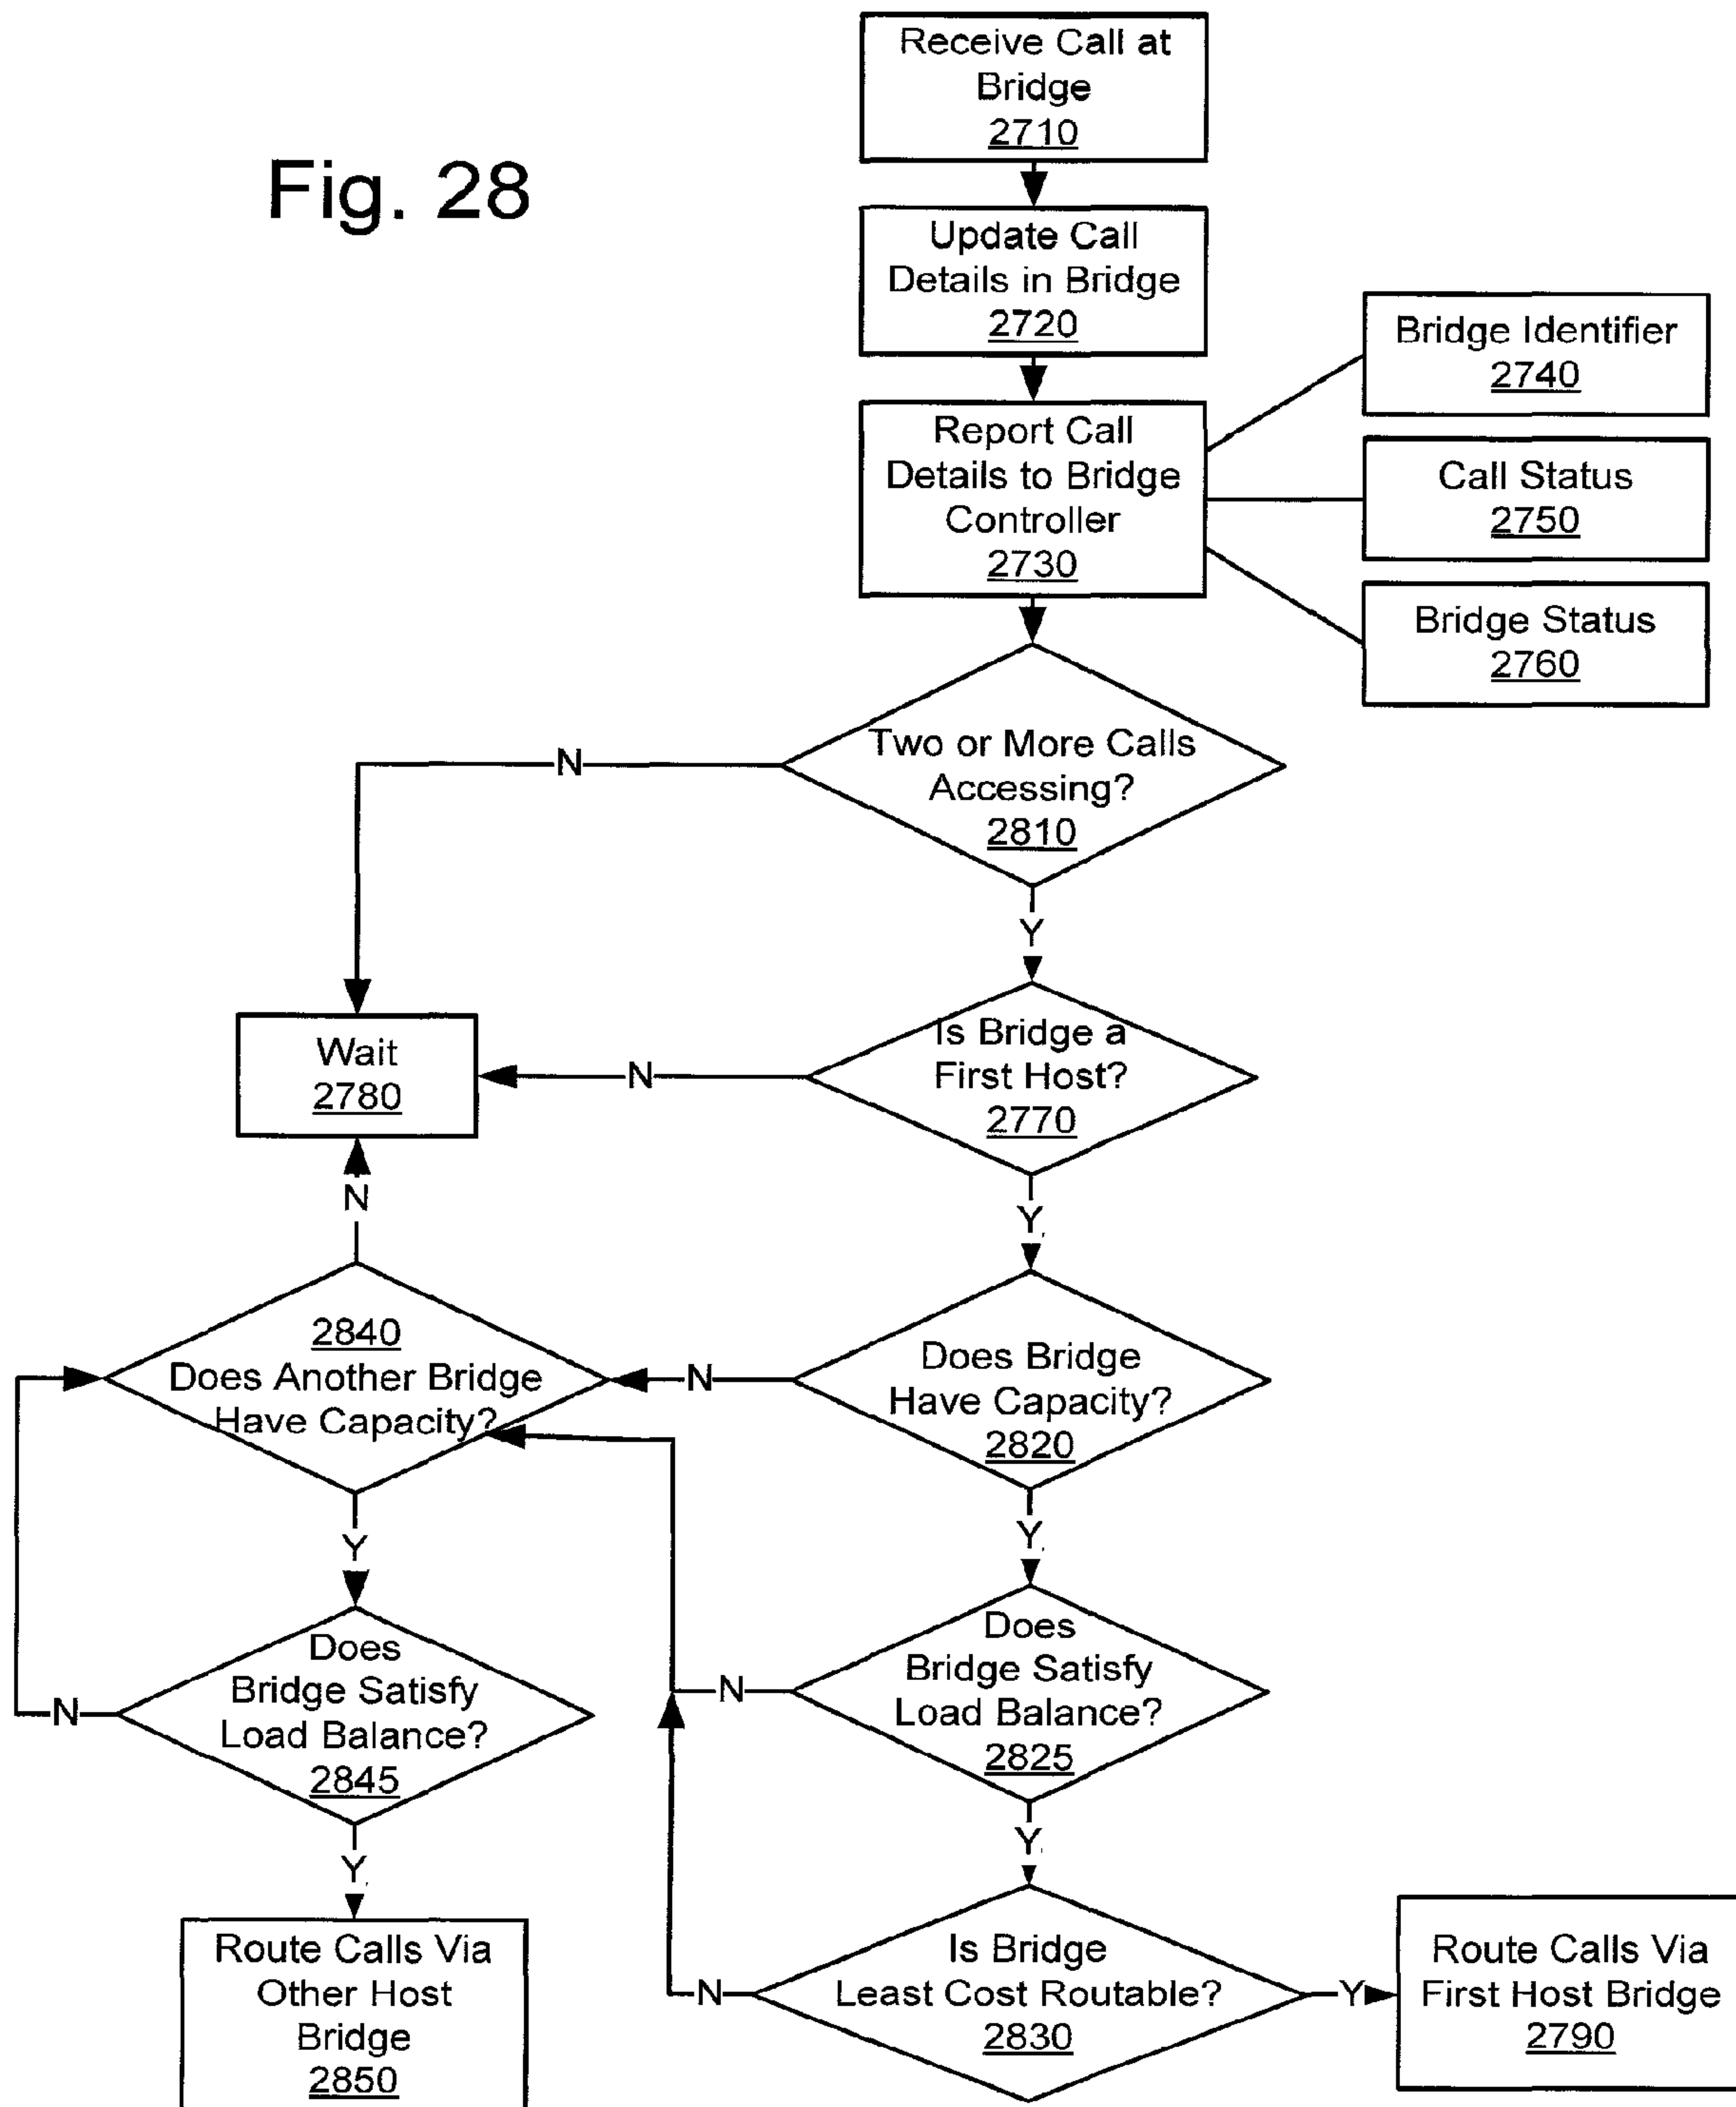 Fig. 28
Receive Call at
Bridge
2710
Update Call
Details in Bridge
2720
Report Call
Details to Bridge
Controller
2730
Bridge Identifier
2740
Call Status
2750
Bridge Status
2760
Two or More Calls
Accessing?
2810
N
Y
Is Bridge a
First Host?
2770
N
Wait
2780
Y
N
Does Bridge
Have Capacity?
2820
N
2840
Does Another Bridge
Have Capacity?
Y
Y
Does
Bridge Satisfy
Load Balance?
2825
N
Does
Bridge Satisfy
Load Balance?
2845
N
Y
Y
Is Bridge
Least Cost Routable?
2830
N
Y
Route Calls Via
First Host Bridge
2790
Route Calls Via
Other Host
Bridge
2850